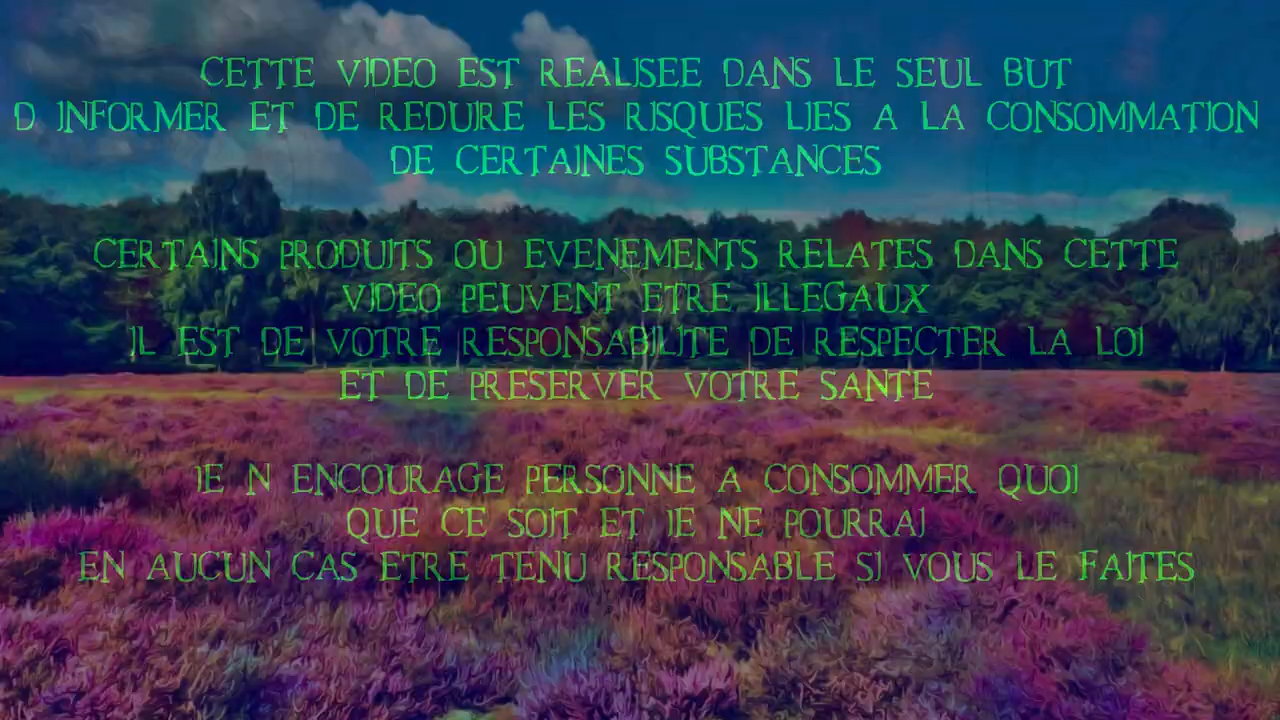 CETTE VIDEO EST REALISEE DANS LE SEUL BUT
D INFORMER ET DE REDUIRE LES RISQUES LIES A LA CONSOMMATION
DE CERTAINES SUBSTANCES
CERTAINS PRODUITS OU EVENEMENTS RELATES DANS CETTE
VIDEO PEUVENT ETRE ILLEGAUX
IL EST DE VOTRE RESPONSABILITE DE RESPECTER LA LOI
ET DE PRESERVER VOTRE SANTE
JE N ENCOURAGE PERSONNE A CONSOMMER QUOI
QUE CE SOIT ET JE NE POURRAI
EN AUCUN CAS ETRE TENU RESPONSABLE SI VOUS LE FAITES